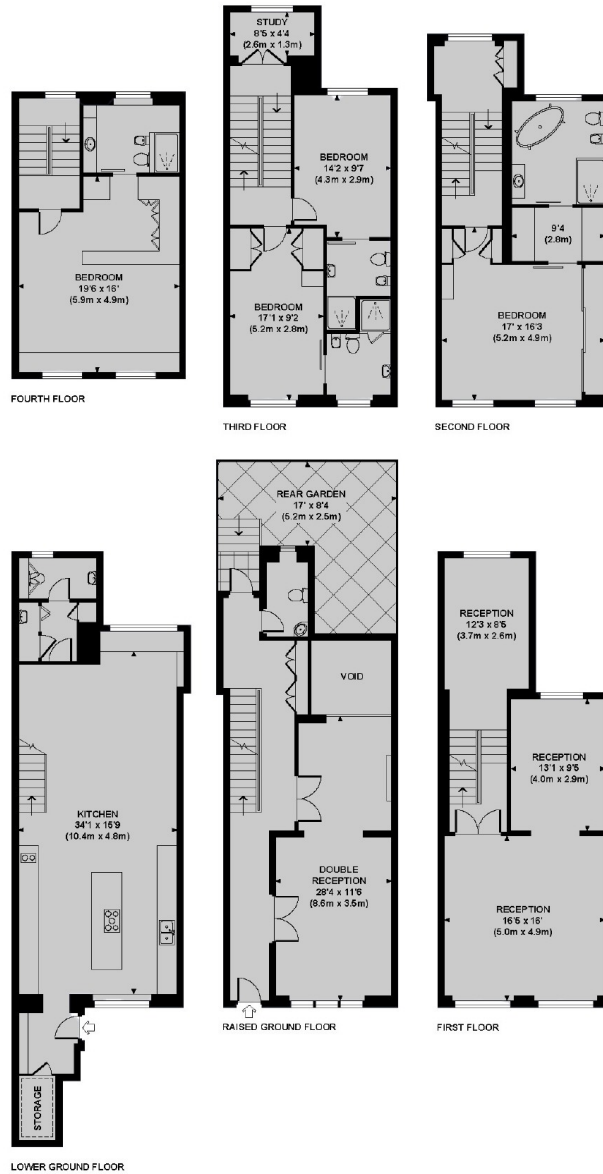 STUDY
8'5 x 4'4
(2.6m x 1.3m)
BEDROOM
14'2 x 9'7
(4.3m x 2.9m)
9'4
(2.8m)
BEDROOM
19'6 x 16'
(5.9m x 4.9m)
BEDROOM
17'1 x 9'2
(5.2m x 2.8m)
BEDROOM
17' x 16'3
(5.2m x 4.9m)
FOURTH FLOOR
THIRD FLOOR
SECOND FLOOR
REAR GARDEN
17' x 8'4
(5.2m x 2.5m)
RECEPTION
12'3 x 8'6
(3.7m x 2.6m)
VOID
RECEPTION
13'1 x 9'5
(4.0m x 2.9m)
KITCHEN
34'1 x 15'9
(10.4m x 4.8m)
DOUBLE
RECEPTION
28'4 x 11'6
(8.6m x 3.5m)
RECEPTION
16'5 x 16'
(5.0m x 4.9m)
RAISED GROUND FLOOR
FIRST FLOOR
STORAGE
LOWER GROUND FLOOR